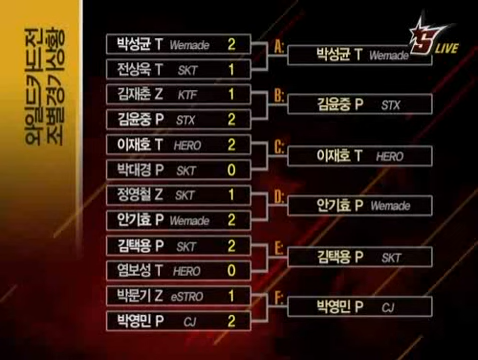 와일드카드전
조별경기상황
S LIVE
박성균 T Wemade 2
전상욱 T SKT 1
A: 박성균 T Wemade
김재춘 Z KTF 1
김윤중 P STX 2
B: 김윤중 P STX
이재호 T HERO 2
박대경 P SKT 0
C: 이재호 T HERO
정영철 Z SKT 1
안기효 P Wemade 2
D: 안기효 P Wemade
김택용 P SKT 2
염보성 T HERO 0
E: 김택용 P SKT
박문기 Z eSTRO 1
박영민 P CJ 2
F: 박영민 P CJ